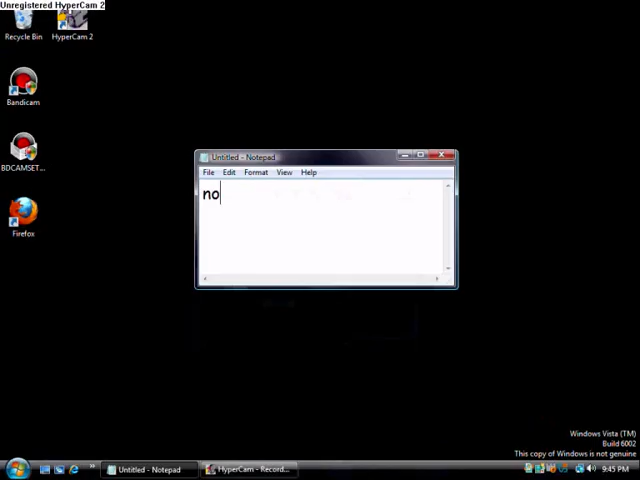 Unregistered HyperCam 2
Recycle Bin
HyperCam 2
Bandicam
BDCAMSET...
Firefox
Untitled - Notepad
File Edit Format View Help
no
Windows Vista (TM)
Build 6002
This copy of Windows is not genuine
Untitled - Notepad
HyperCam - Record...
9:45 PM